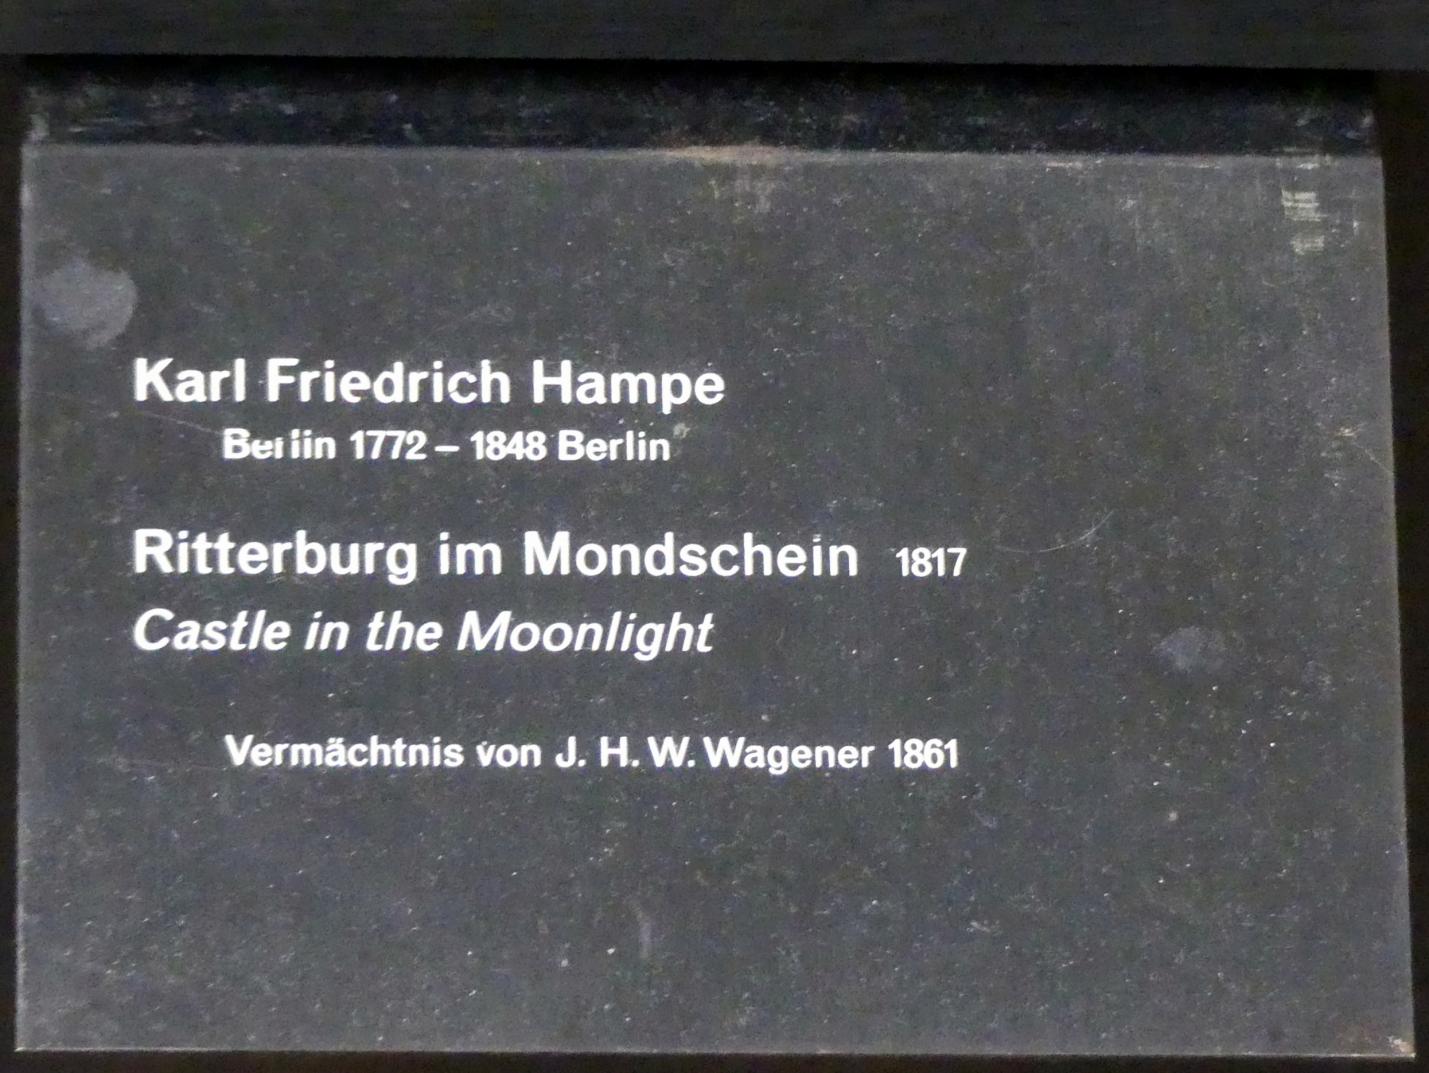 Karl Friedrich Hampe
Berlin 1772 – 1848 Berlin
Ritterburg im Mondschein 1817
Castle in the Moonlight
Vermächtnis von J. H. W. Wagener 1861